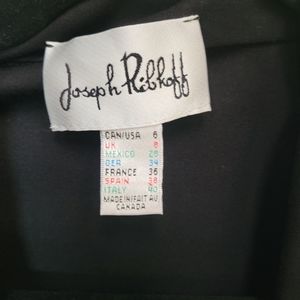 Joseph Ribkoff
CAN/USA 6
UK 8
MEXICO 28
GER 34
FRANCE 36
SPAIN 38
ITALY 40
MADE IN/FAIT AU
CANADA